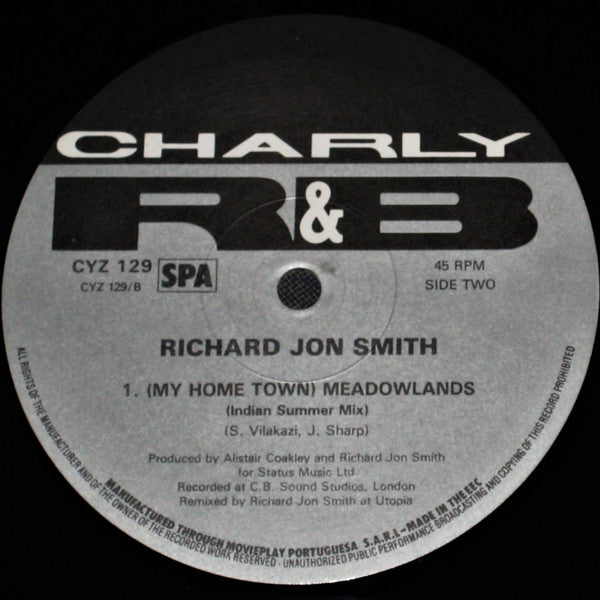 CHARLY
R&B
CYZ 129 SPA 45 RPM
CYZ 129/B SIDE TWO
RICHARD JON SMITH
1. (MY HOME TOWN) MEADOWLANDS
(Indian Summer Mix)
(S. Vilakazi, J. Sharp)
Produced by Alistair Coakley and Richard Jon Smith
for Status Music Ltd.
Recorded at C.B. Sound Studios, London
Remixed by Richard Jon Smith at Utopia
MANUFACTURED THROUGH MOVIEPLAY PORTUGUESA S.A.R.L - MADE IN THE EEC
ALL RIGHTS OF THE MANUFACTURER AND OF THE OWNER OF THE RECORDED WORK RESERVED - UNAUTHORIZED PUBLIC PERFORMANCE BROADCASTING AND COPYING OF THIS RECORD PROHIBITED